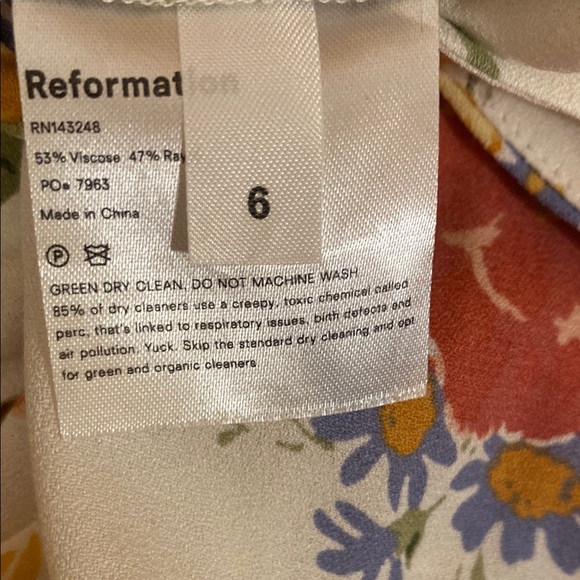 Reformation
RN143248
53% Viscose 47% Ray
PO# 7963
Made in China
6
P
GREEN DRY CLEAN, DO NOT MACHINE WASH
85% of dry cleaners use a creepy, toxic chemical called
perc, that's linked to respiratory issues, birth defects and
air pollution. Yuck. Skip the standard dry cleaning and opt
for green and organic cleaners